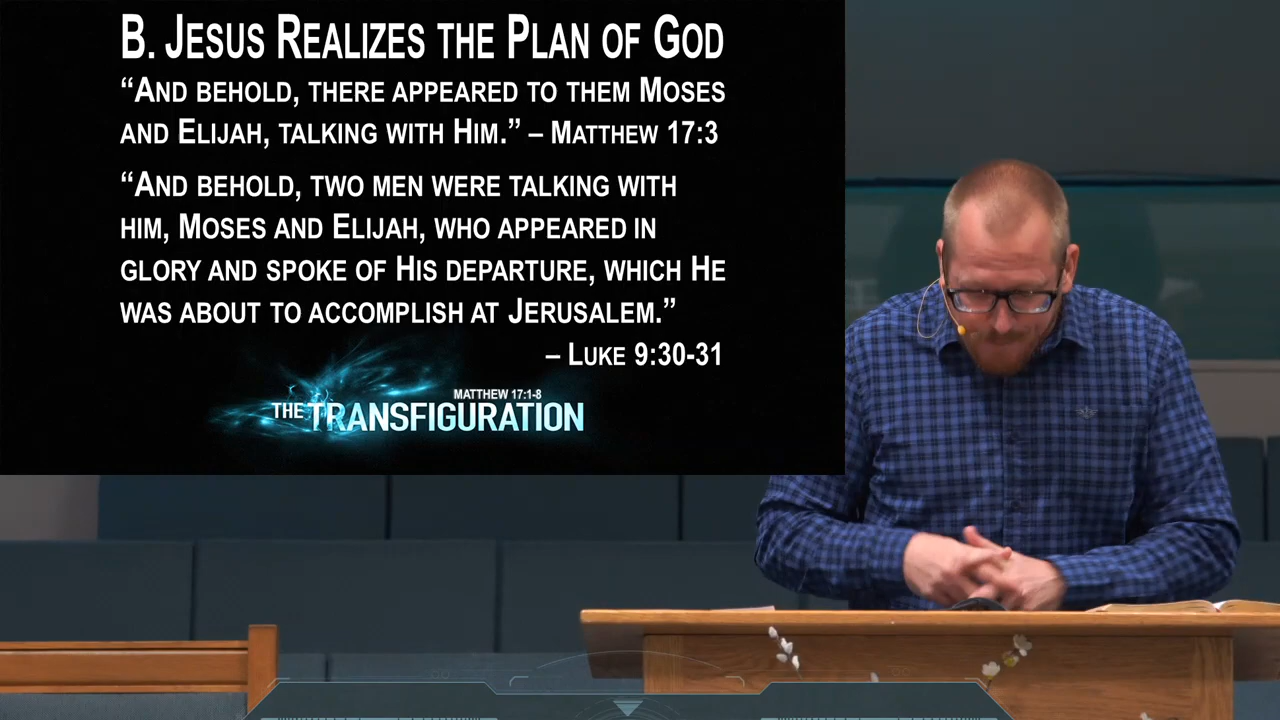 B. Jesus Realizes the Plan of God
“And behold, there appeared to them Moses
and Elijah, talking with Him.” – Matthew 17:3
“And behold, two men were talking with
him, Moses and Elijah, who appeared in
glory and spoke of His departure, which He
was about to accomplish at Jerusalem.”
– Luke 9:30-31
MATTHEW 17:1-8
THE TRANSFIGURATION